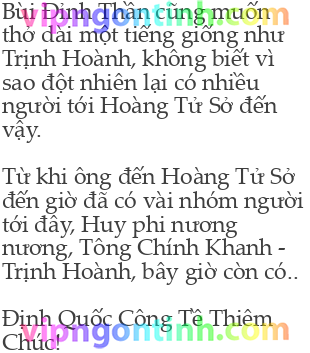 Bùi Đinh Thần cũng muốn
vipngontinh.com
thở dài một tiếng giống như
Trịnh Hoành, không biết vì
sao đột nhiên lại có nhiều
người tới Hoàng Tử Sở đến
vậy.
Từ khi ông đến Hoàng Tử Sở
đến giờ đã có vài nhóm người
tới đây, Huy phi nương
nương, Tông Chính Khanh -
Trịnh Hoành, bây giờ còn có..
Định Quốc Công Tề Thiêm
vipngontinh.com
Chúc!